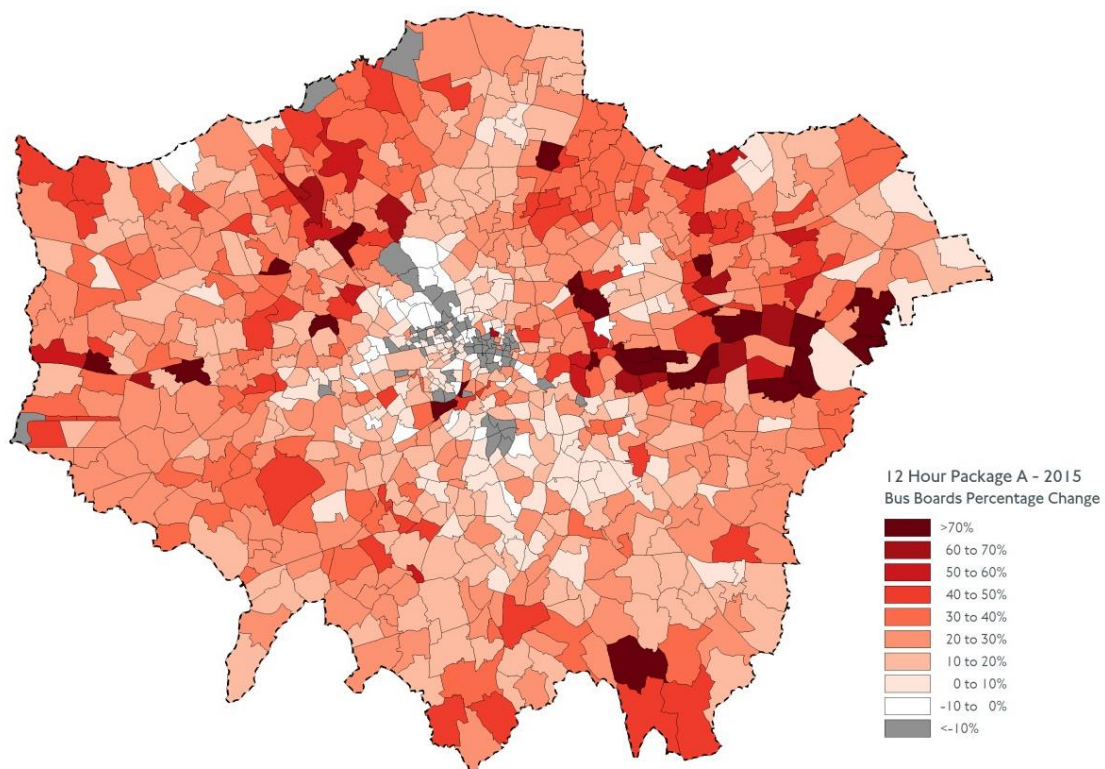 12 Hour Package A - 2015
Bus Boards Percentage Change
>70%
60 to 70%
50 to 60%
40 to 50%
30 to 40%
20 to 30%
10 to 20%
0 to 10%
-10 to 0%
<-10%